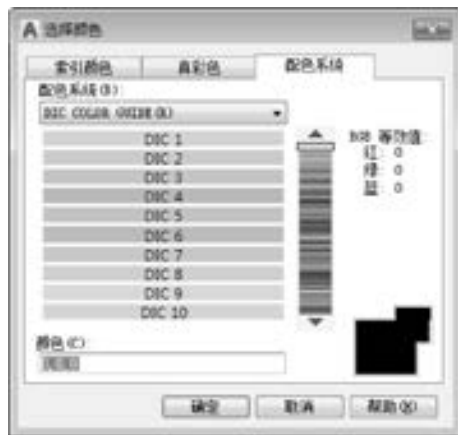 选择颜色
索引颜色 真彩色 配色系统
配色系统(B):
DIC COLOR GUIDE(R)
DIC 1
DIC 2
DIC 3
DIC 4
DIC 5
DIC 6
DIC 7
DIC 8
DIC 9
DIC 10
RGB 等效值:
红: 0
绿: 0
蓝: 0
颜色(C):
确定 取消 帮助(H)